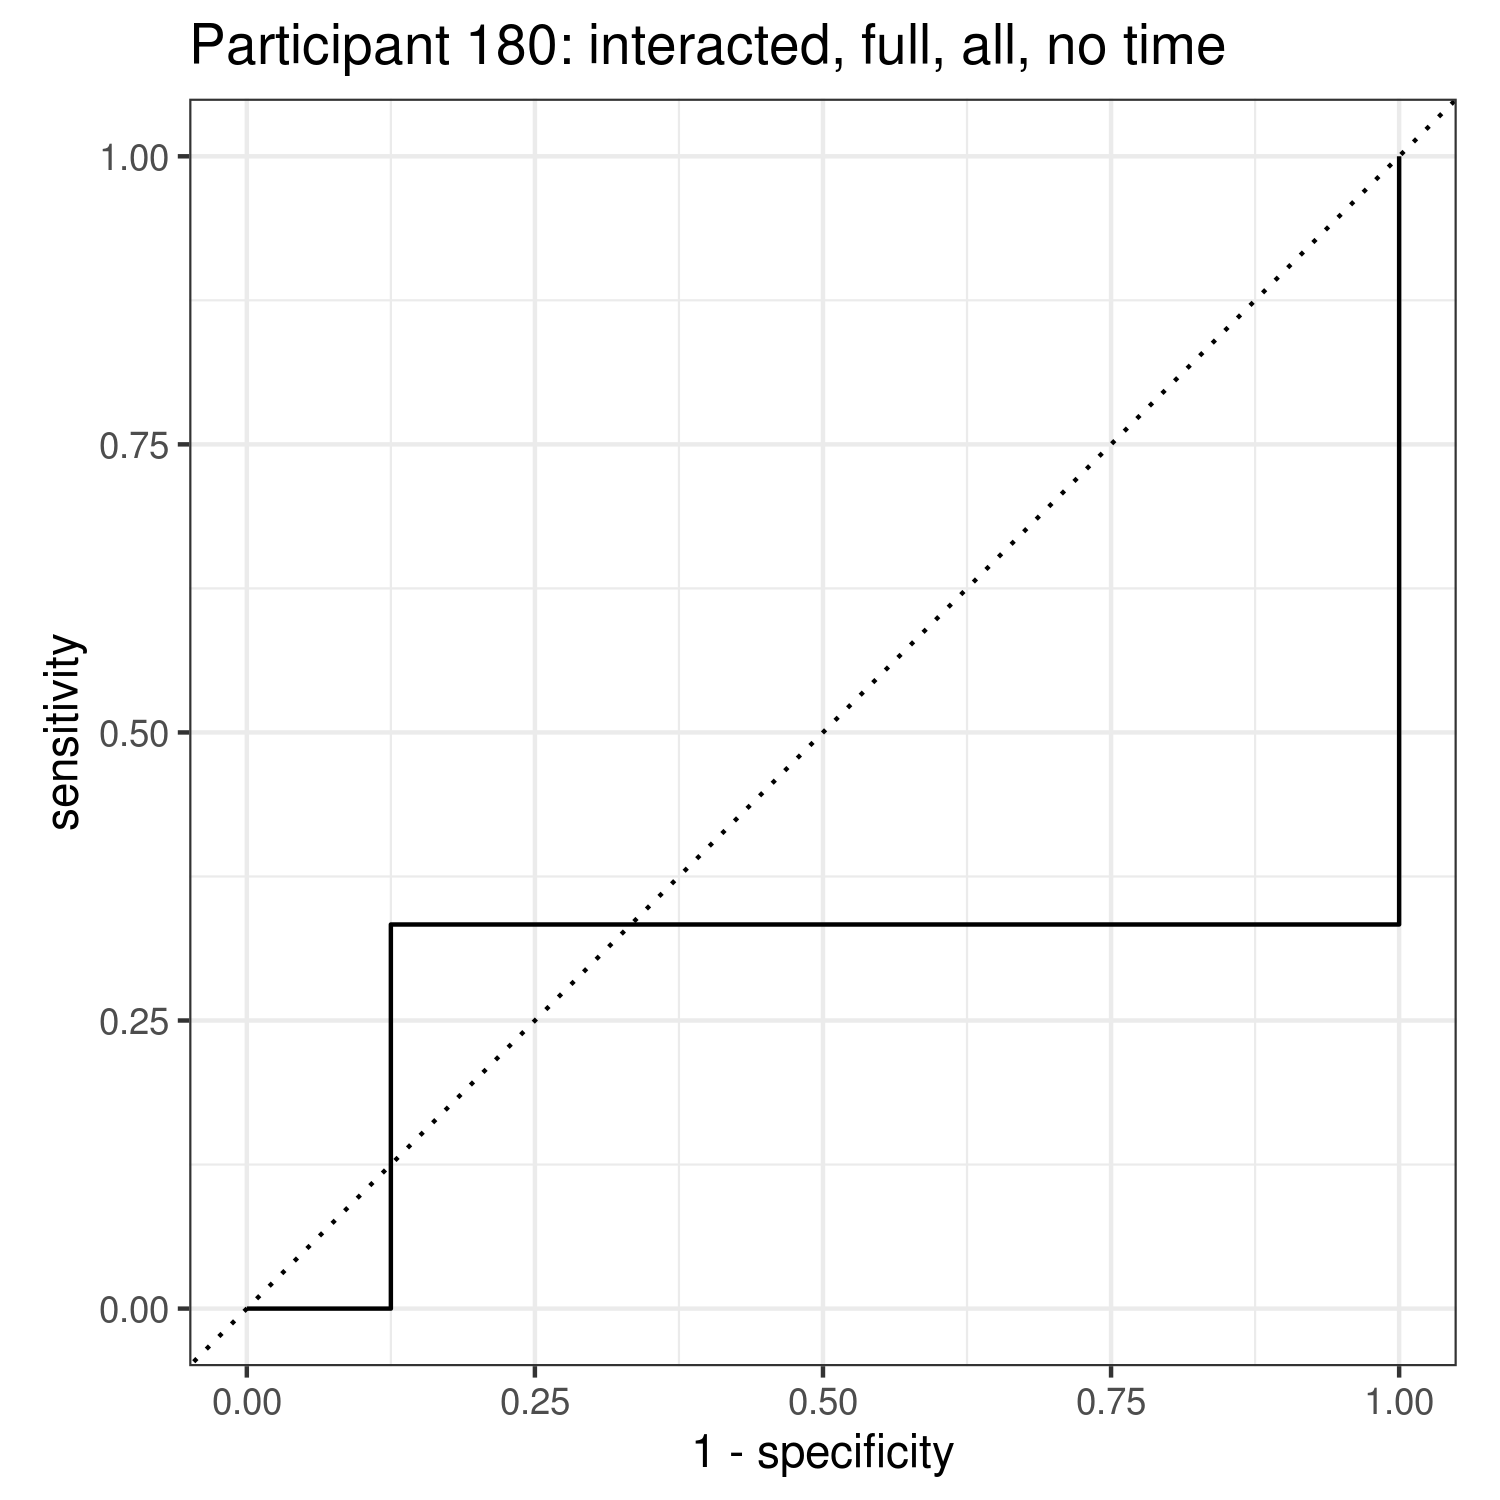 Participant 180: interacted, full, all, no time
1.00
0.75
0.50
0.25
0.00
sensitivity
0.00 0.25 0.50 0.75 1.00
1 - specificity